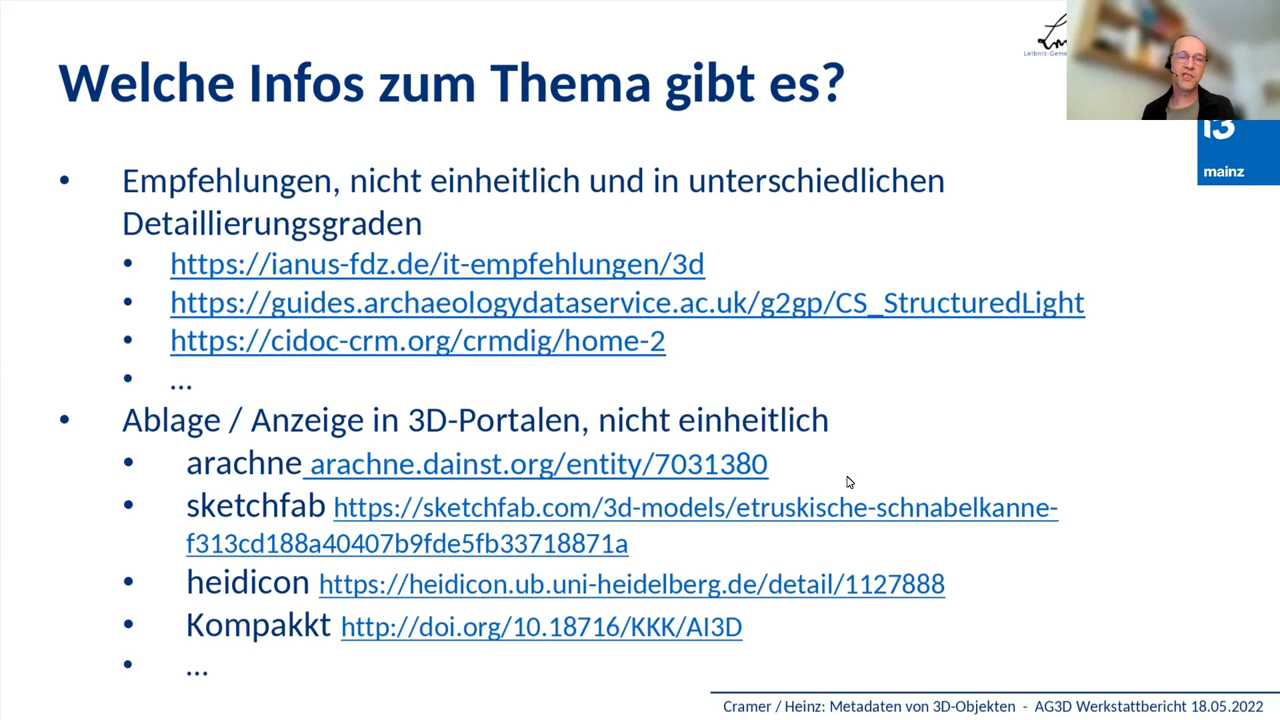 Welche Infos zum Thema gibt es?
• Empfehlungen, nicht einheitlich und in unterschiedlichen
Detaillierungsgraden
• https://ianus-fdz.de/it-empfehlungen/3d
• https://guides.archaeologydataservice.ac.uk/g2gp/CS_StructuredLight
• https://cidoc-crm.org/crmdig/home-2
• ...
• Ablage / Anzeige in 3D-Portalen, nicht einheitlich
• arachne arachne.dainst.org/entity/7031380
• sketchfab https://sketchfab.com/3d-models/etruskische-schnabelkanne-
f313cd188a40407b9fde5fb33718871a
• heidicon https://heidicon.ub.uni-heidelberg.de/detail/1127888
• Kompakkt http://doi.org/10.18716/KKK/AI3D
• ...
mainz
Cramer / Heinz: Metadaten von 3D-Objekten - AG3D Werkstattbericht 18.05.2022